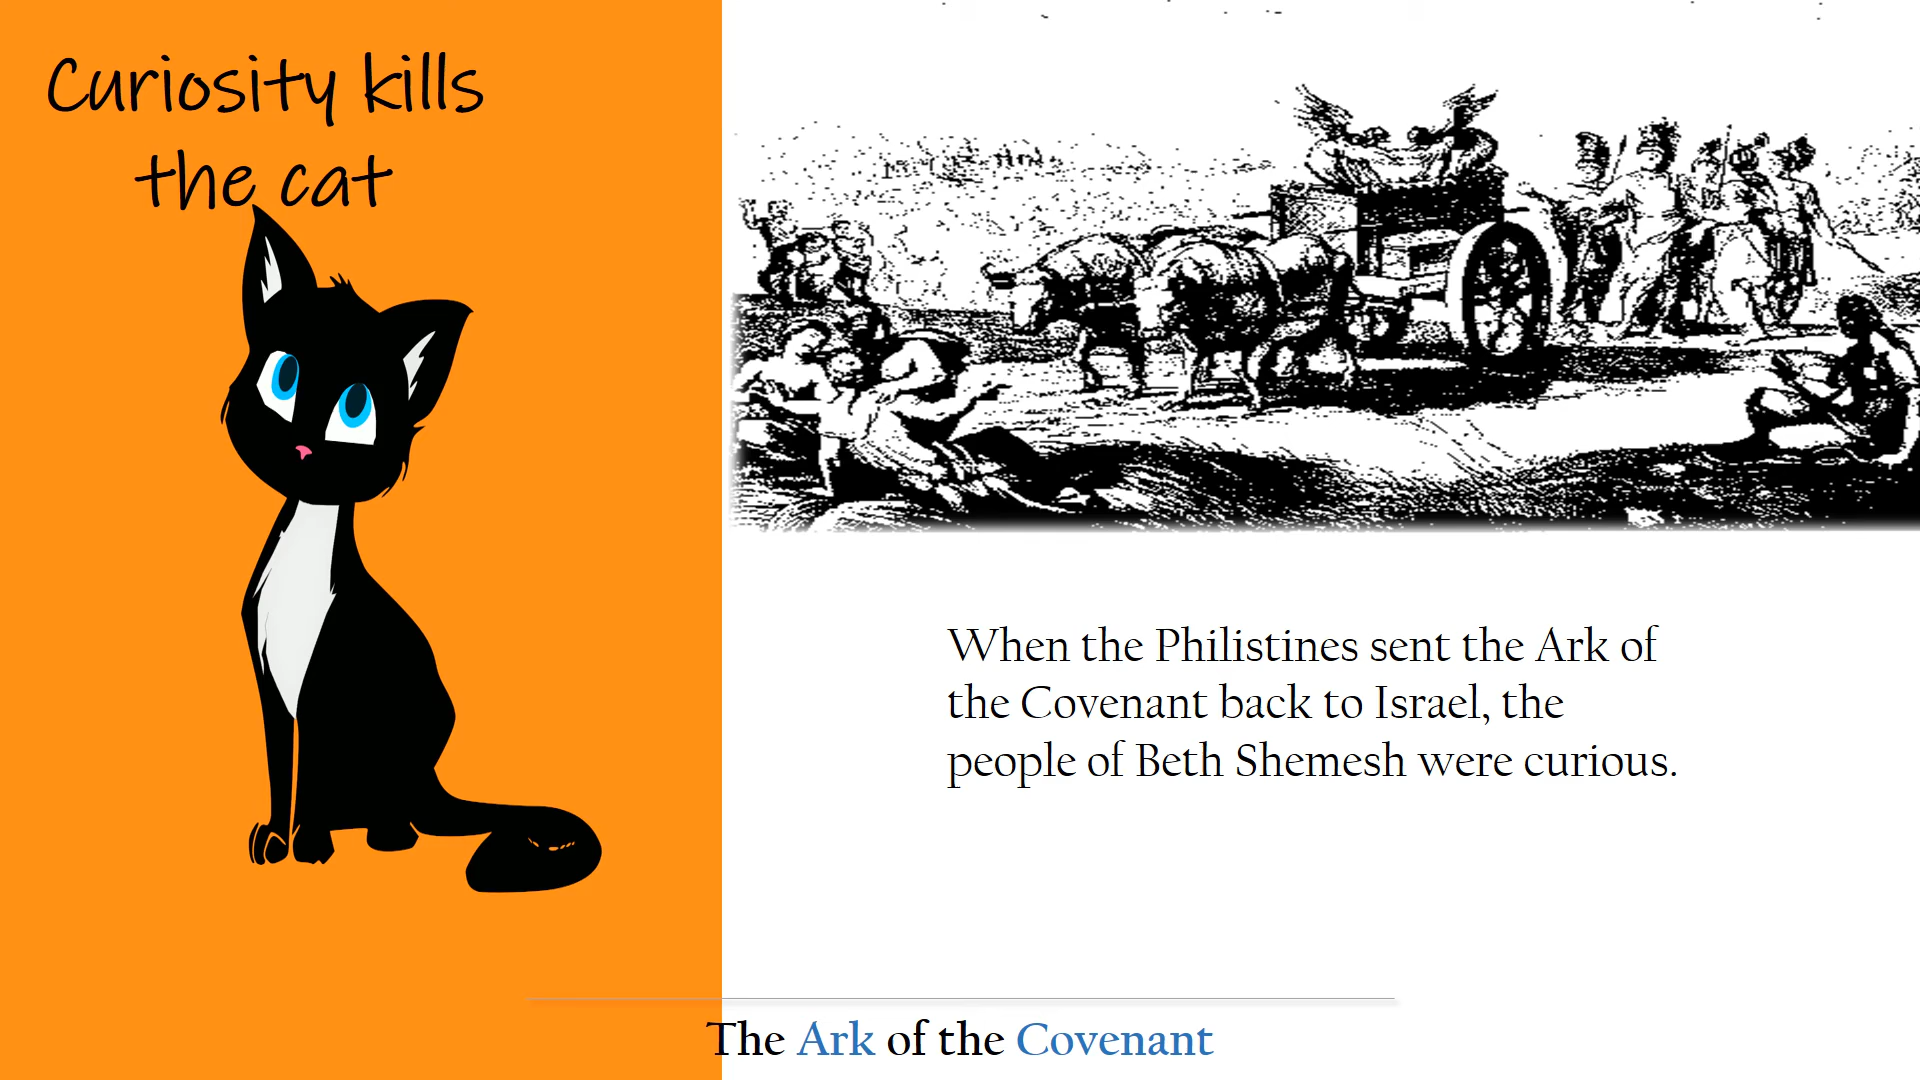 Curiosity kills
the cat
When the Philistines sent the Ark of
the Covenant back to Israel, the
people of Beth Shemesh were curious.
The Ark of the Covenant